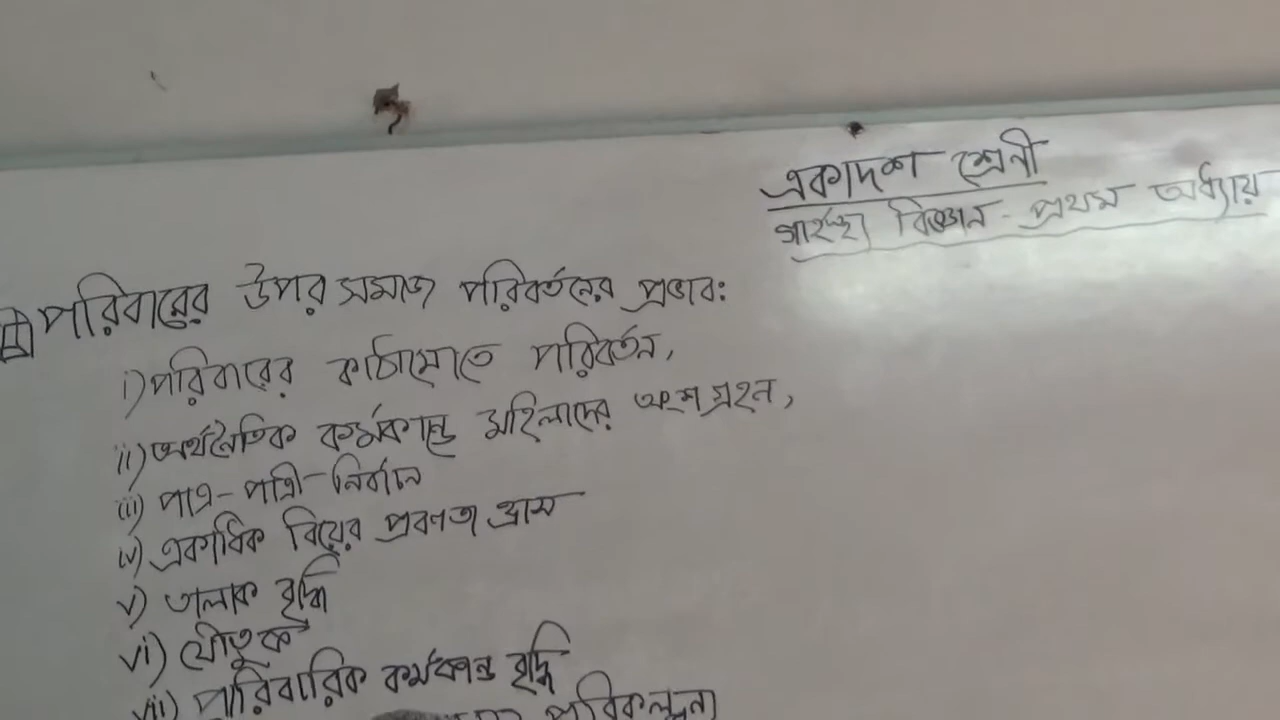 একাদশ শ্রেনী
গার্হস্থ্য বিজ্ঞান - প্রথম অধ্যায়
পরিবারের উপর সমাজ পরিবর্তনের প্রভাব:
i) পরিবারের কাঠামোতে পরিবর্তন,
ii) অর্থনৈতিক কর্মকান্ডে মহিলাদের অংশগ্রহন,
iii) পাত্র-পাত্রী-নির্বাচন
iv) একাধিক বিয়ের প্রবণতা হ্রাস
v) তালাক বৃদ্ধি
vi) যৌতুক
vii) পারিবারিক কর্মকান্ড বৃদ্ধি
পরিকল্পনা